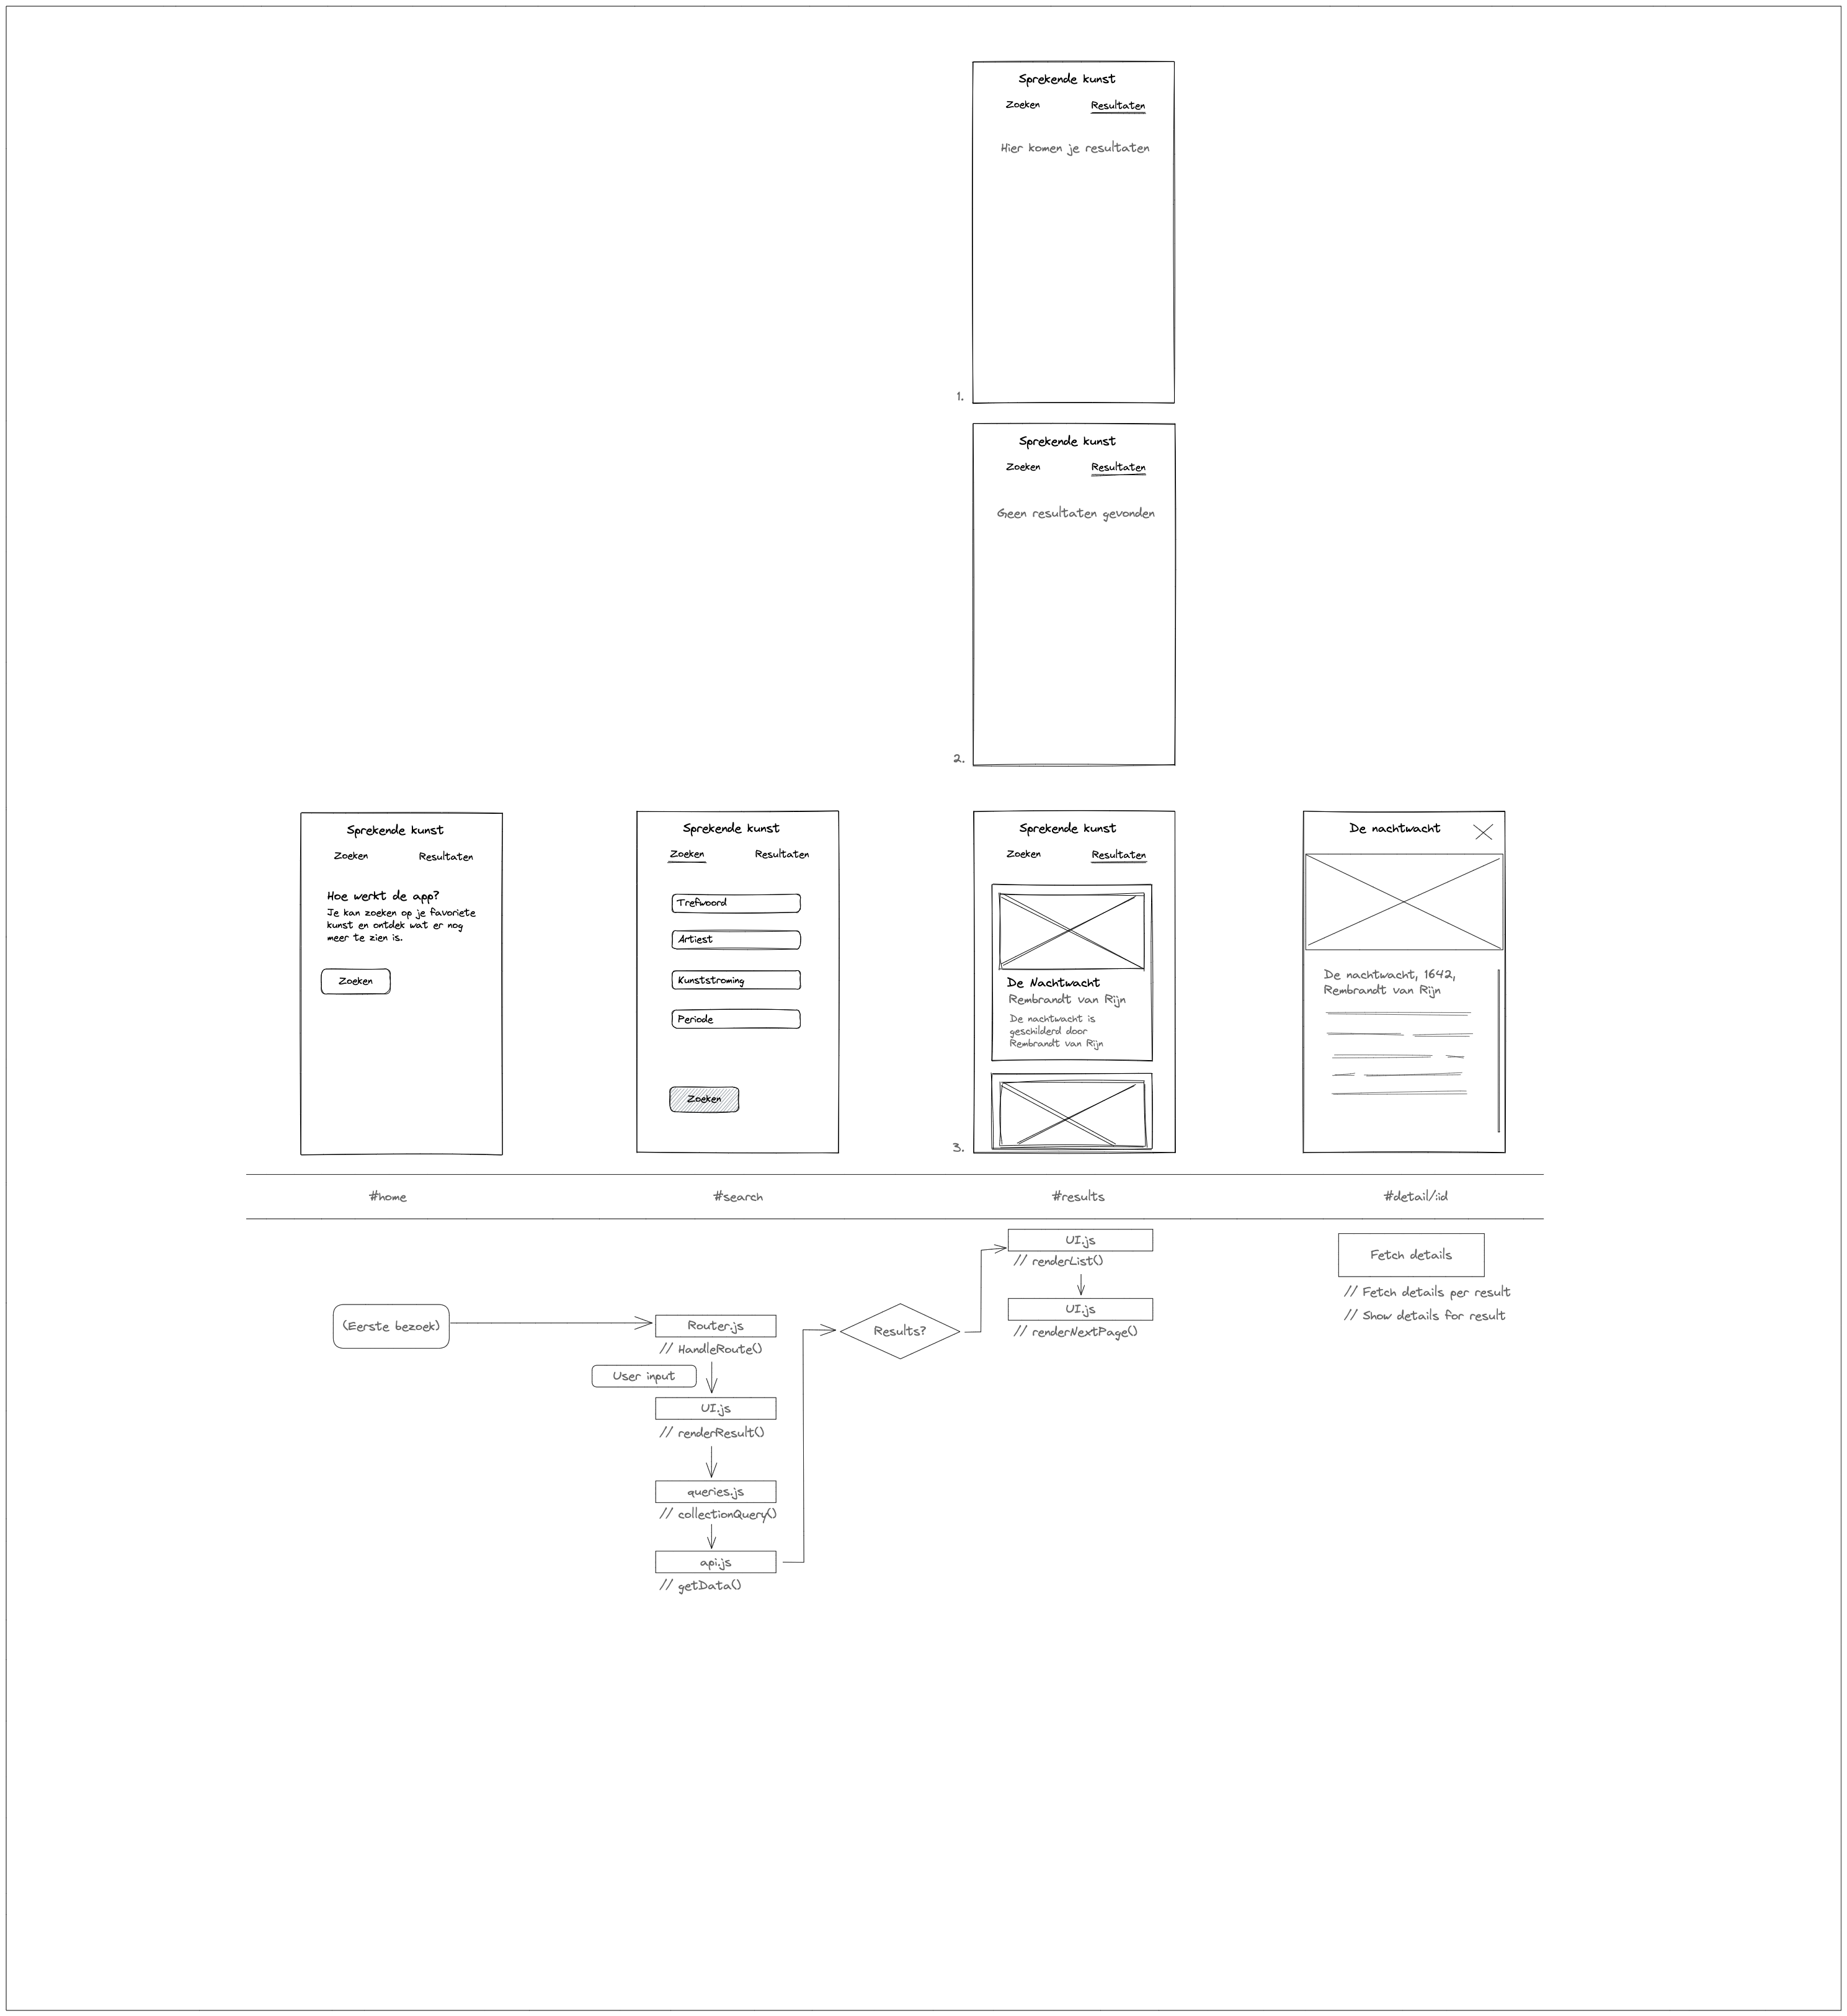 Sprekende kunst
Zoeken Resultaten
Hier komen je resultaten
1.
Sprekende kunst
Zoeken Resultaten
Geen resultaten gevonden
2.
Sprekende kunst
Zoeken Resultaten
Hoe werkt de app?
Je kan zoeken op je favoriete
kunst en ontdek wat er nog
meer te zien is.
Zoeken
Sprekende kunst
Zoeken Resultaten
Trefwoord
Artiest
Kunststroming
Periode
Zoeken
Sprekende kunst
Zoeken Resultaten
De Nachtwacht
Rembrandt van Rijn
De nachtwacht is
geschilderd door
Rembrandt van Rijn
3.
De nachtwacht
De nachtwacht, 1642,
Rembrandt van Rijn
#home #search #results #detail/:id
(Eerste bezoek)
Router.js
// HandleRoute()
User input
UI.js
// renderResult()
queries.js
// collectionQuery()
api.js
// getData()
Results?
UI.js
// renderList()
UI.js
// renderNextPage()
Fetch details
// Fetch details per result
// Show details for result